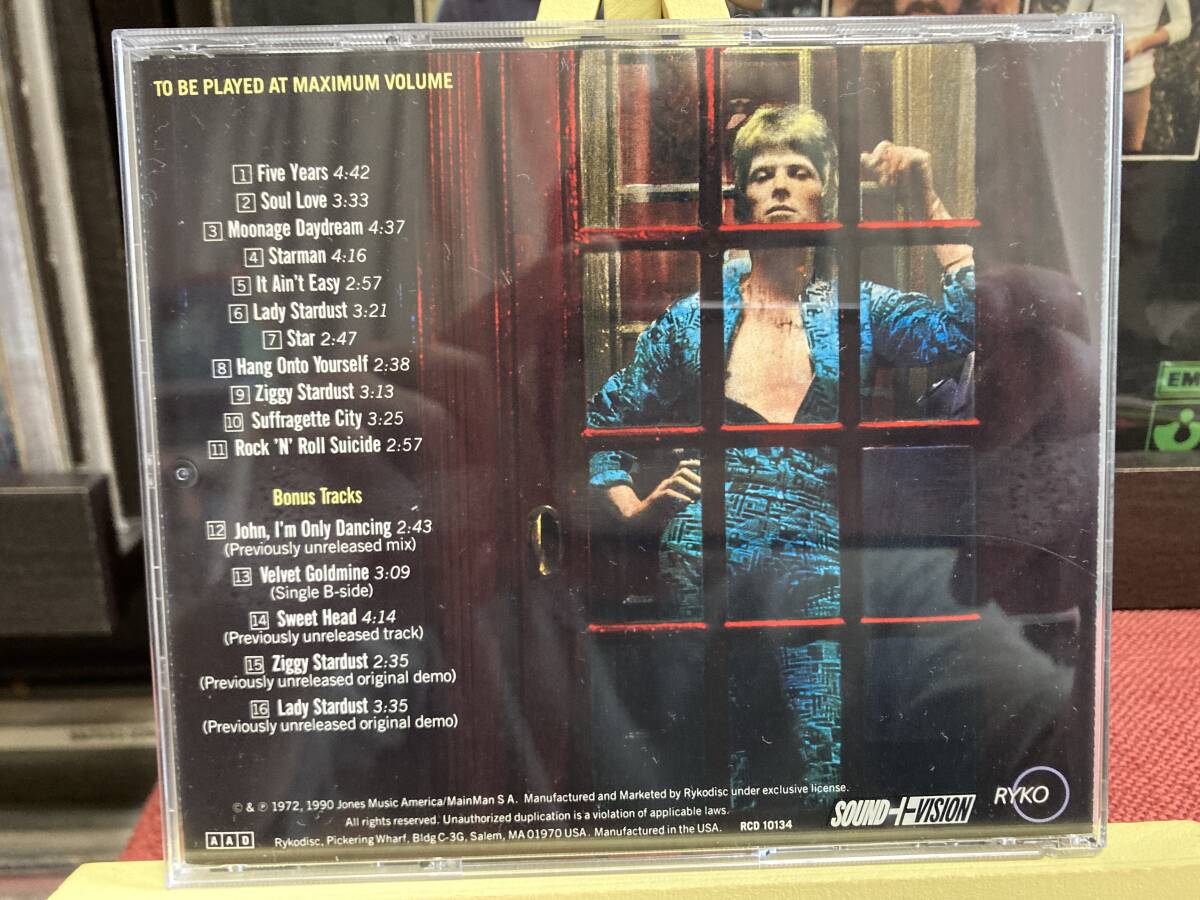 TO BE PLAYED AT MAXIMUM VOLUME
1 Five Years 4:42
2 Soul Love 3:33
3 Moonage Daydream 4:37
4 Starman 4:16
5 It Ain't Easy 2:57
6 Lady Stardust 3:21
7 Star 2:47
8 Hang Onto Yourself 2:38
9 Ziggy Stardust 3:13
10 Suffragette City 3:25
11 Rock 'N' Roll Suicide 2:57
Bonus Tracks
12 John, I'm Only Dancing 2:43
(Previously unreleased mix)
13 Velvet Goldmine 3:09
(Single B-side)
14 Sweet Head 4:14
(Previously unreleased track)
15 Ziggy Stardust 2:35
(Previously unreleased original demo)
16 Lady Stardust 3:35
(Previously unreleased original demo)
© & ℗ 1972, 1990 Jones Music America/MainMan S A. Manufactured and Marketed by Rykodisc under exclusive license.
All rights reserved. Unauthorized duplication is a violation of applicable laws.
AAD Rykodisc, Pickering Wharf, Bldg C-3G, Salem, MA 01970 USA. Manufactured in the USA. RCD 10134
SOUND+VISION
RYKO